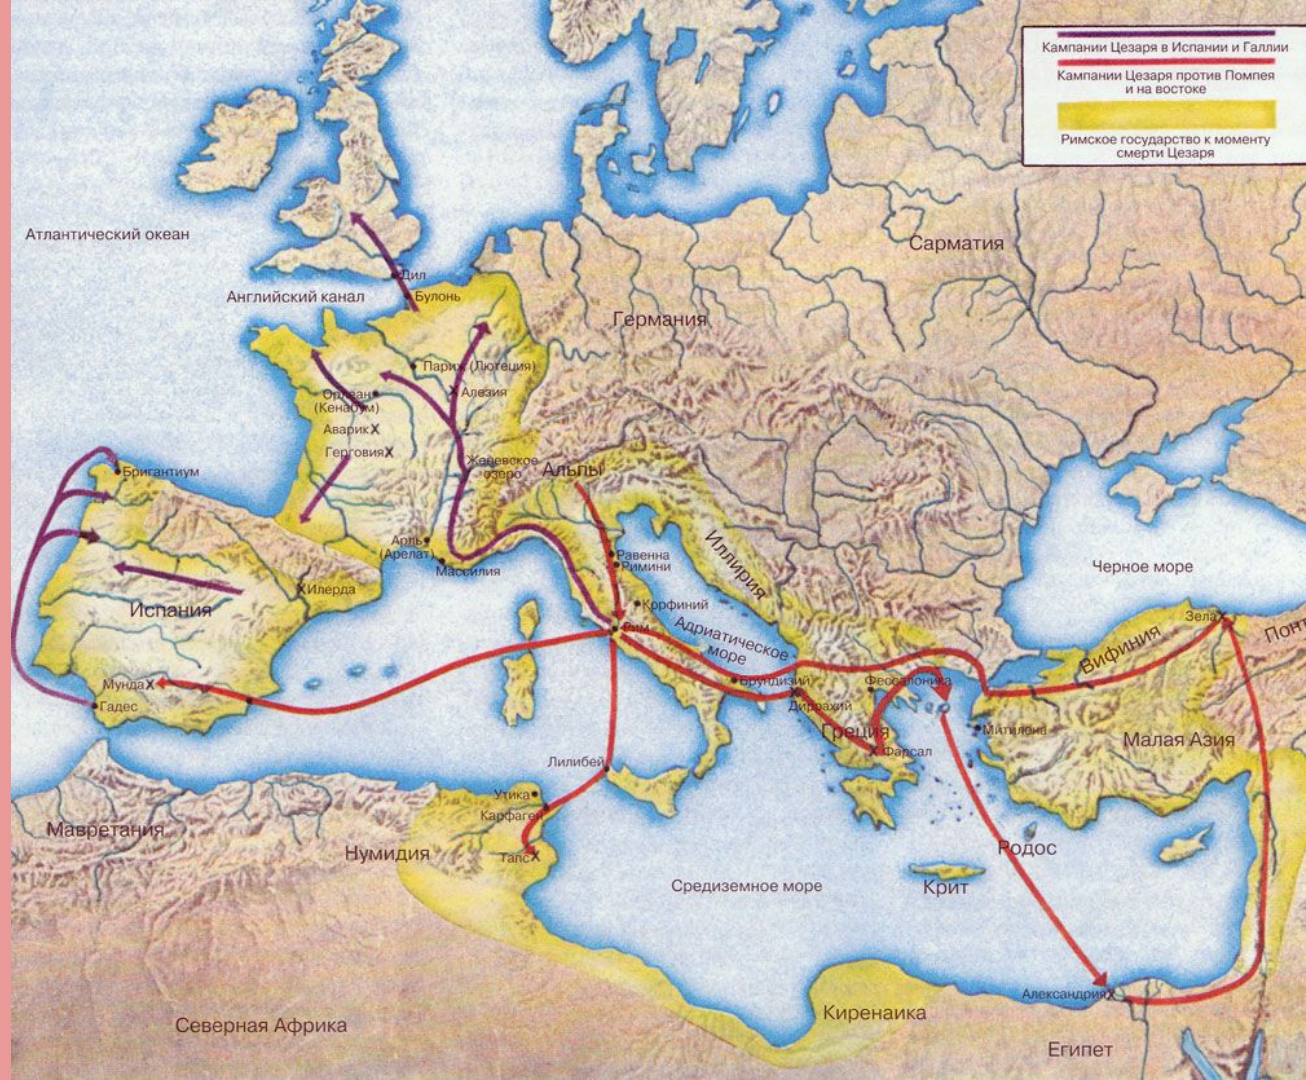 Кампании Цезаря в Испании и Галлии
Кампании Цезаря против Помпея
и на востоке
Римское государство к моменту
смерти Цезаря
Атлантический океан
Сарматия
Дил
Английский канал
Булонь
Германия
Париж (Лютеция)
Орлеан
(Кенабум)
Алезия
Аварик
Герговия
Женевское
озеро
Альпы
Бригантиум
Арль
(Арелат)
Массилия
Равенна
Римини
Иллирия
Черное море
Илерда
Испания
Корфиний
Рим
Адриатическое
море
Зела
Понт
Вифиния
Мунда
Гадес
Брундизий
Фессалоника
Диррахий
Греция
Фарсал
Митилена
Малая Азия
Лилибей
Утика
Карфаген
Тапс
Мавретания
Нумидия
Родос
Средиземное море
Крит
Александрия
Киренаика
Северная Африка
Египет